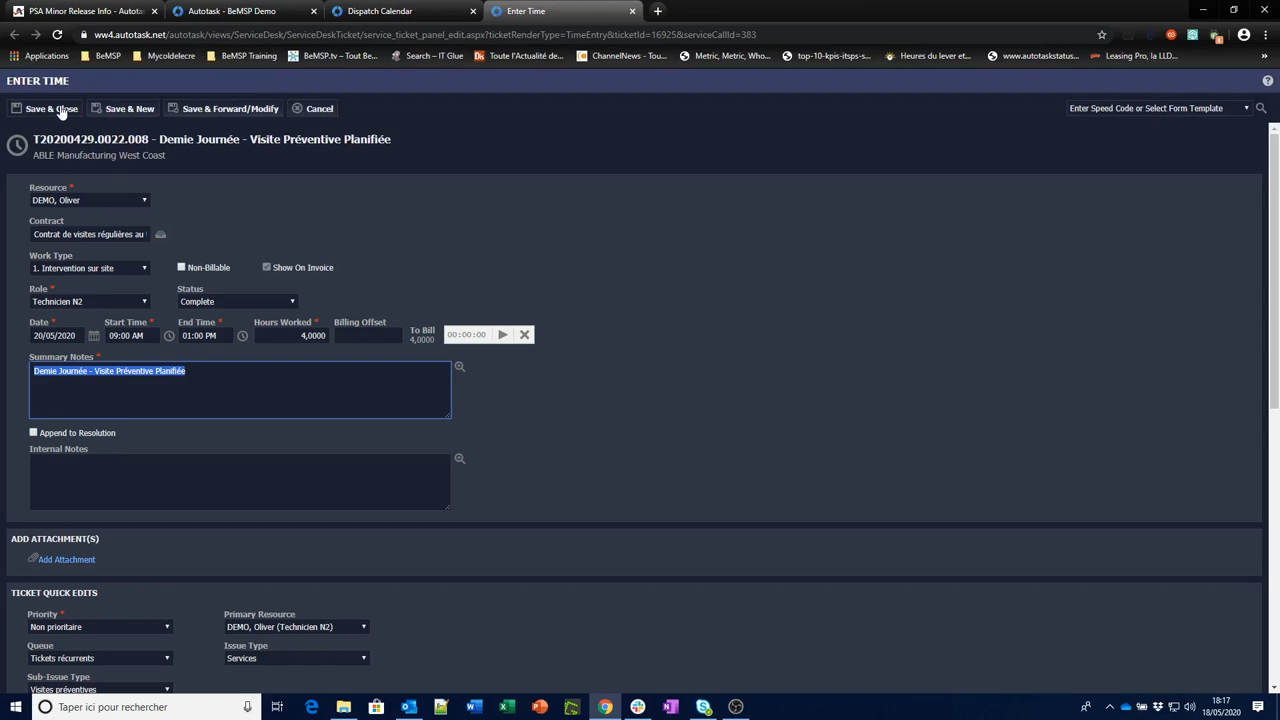 PSA Minor Release Info - Autotas
Autotask - BeMSP Demo
Dispatch Calendar
Enter Time
ww4.autotask.net/autotask/views/ServiceDesk/ServiceDeskTicket/service_ticket_panel_edit.aspx?ticketRenderType=TimeEntry&ticketId=16925&serviceCallId=383
Applications
BeMSP
Mycoldelecre
BeMSP Training
BeMSP.tv – Tout Be...
Search – IT Glue
Toute l'Actualité de...
ChannelNews - Tou...
Metric, Metric, Who...
top-10-kpis-itsps-s...
Heures du lever et...
www.autotaskstatus...
Leasing Pro, la LLD...
ENTER TIME
Save & Close
Save & New
Save & Forward/Modify
Cancel
Enter Speed Code or Select Form Template
T20200429.0022.008 - Demie Journée - Visite Préventive Planifiée
ABLE Manufacturing West Coast
Resource *
DEMO, Oliver
Contract
Contrat de visites régulières au
Work Type
1. Intervention sur site
Non-Billable
Show On Invoice
Role *
Status
Technicien N2
Complete
Date * Start Time * End Time * Hours Worked * Billing Offset To Bill
20/05/2020 09:00 AM 01:00 PM 4,0000 4,0000 00:00:00
Summary Notes *
Demie Journée - Visite Préventive Planifiée
Append to Resolution
Internal Notes
ADD ATTACHMENT(S)
Add Attachment
TICKET QUICK EDITS
Priority *
Primary Resource
Non prioritaire
DEMO, Oliver (Technicien N2)
Queue
Issue Type
Tickets récurrents
Services
Sub-Issue Type
Visites préventives
Taper ici pour rechercher
18:17
18/05/2020